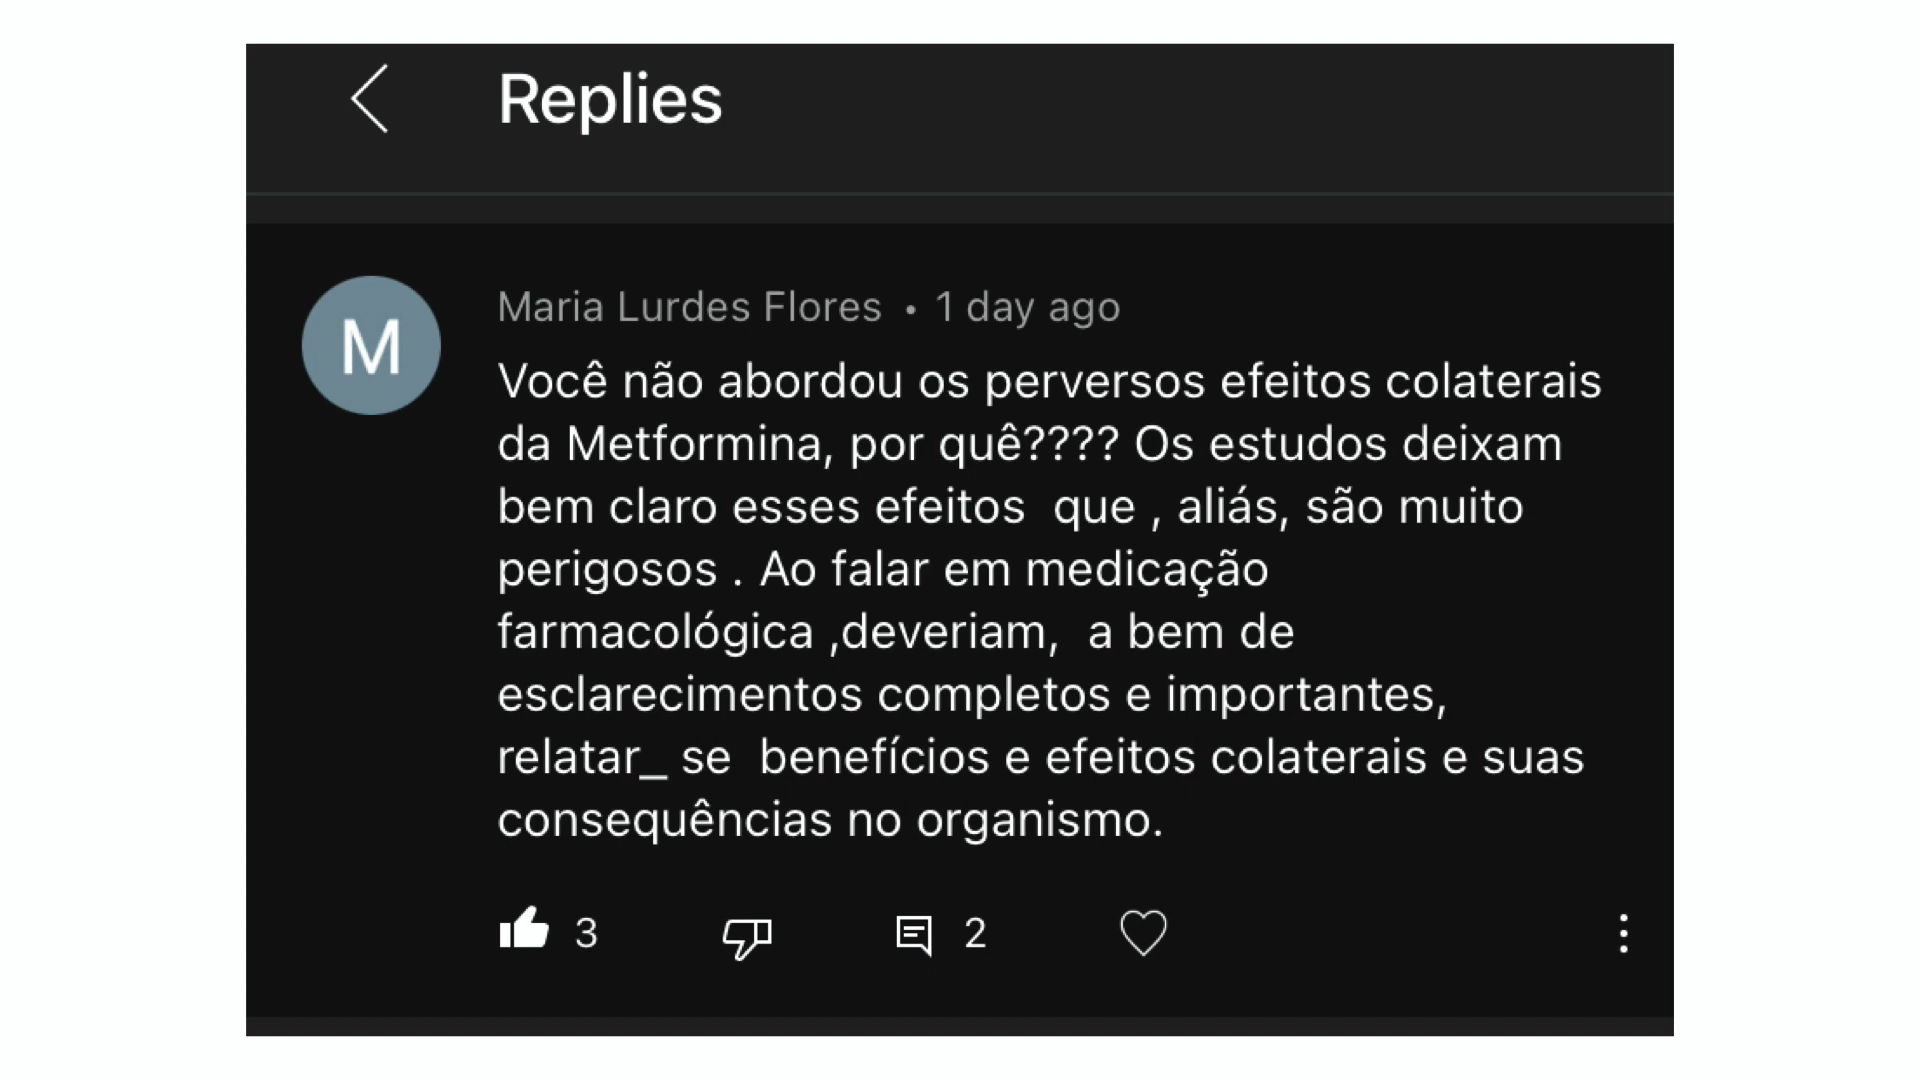 Replies
M
Maria Lurdes Flores • 1 day ago
Você não abordou os perversos efeitos colaterais
da Metformina, por quê???? Os estudos deixam
bem claro esses efeitos  que , aliás, são muito
perigosos . Ao falar em medicação
farmacológica ,deveriam,  a bem de
esclarecimentos completos e importantes,
relatar_ se  benefícios e efeitos colaterais e suas
consequências no organismo.
3 2